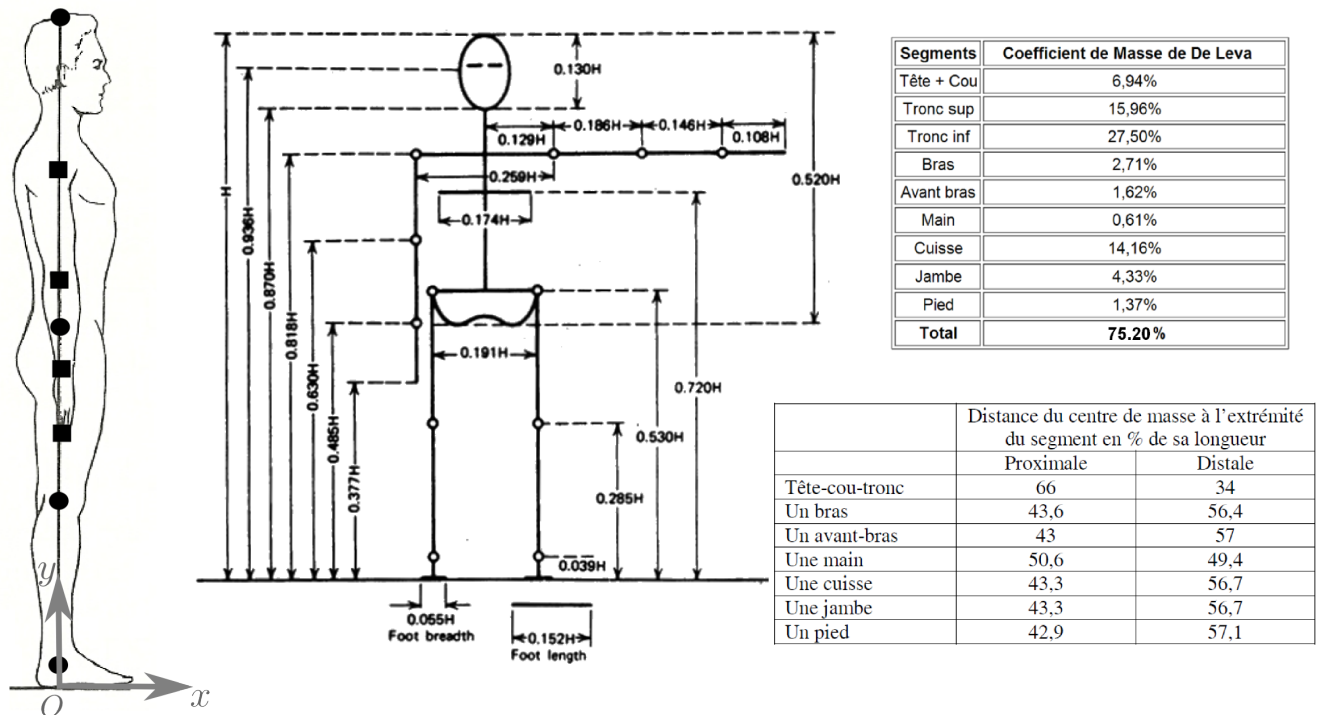 y
O
x
H
0.936H
0.870H
0.818H
0.630H
0.485H
0.377H
0.130H
0.129H
0.186H
0.146H
0.108H
0.259H
0.174H
0.520H
0.191H
0.720H
0.530H
0.285H
0.039H
0.055H
Foot breadth
0.152H
Foot length
Segments Coefficient de Masse de De Leva
Tête + Cou 6,94%
Tronc sup 15,96%
Tronc inf 27,50%
Bras 2,71%
Avant bras 1,62%
Main 0,61%
Cuisse 14,16%
Jambe 4,33%
Pied 1,37%
Total 75.20%
Distance du centre de masse à l'extrémité
du segment en % de sa longueur
Proximale Distale
Tête-cou-tronc 66 34
Un bras 43,6 56,4
Un avant-bras 43 57
Une main 50,6 49,4
Une cuisse 43,3 56,7
Une jambe 43,3 56,7
Un pied 42,9 57,1